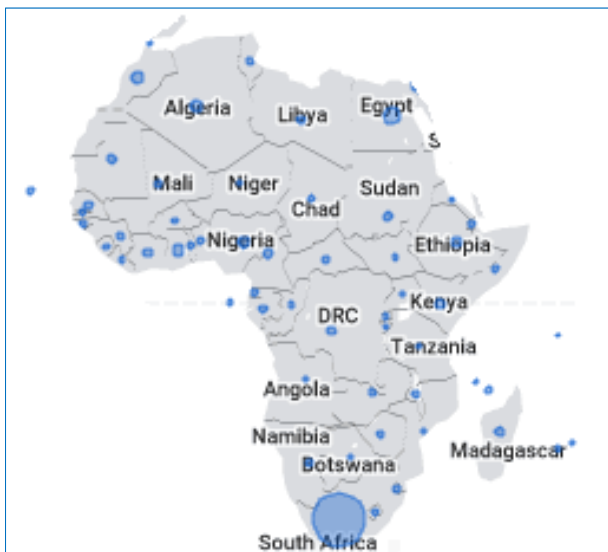 Algeria
Libya
Egypt
S
Mali
Niger
Chad
Sudan
Nigeria
Ethiopia
DRC
Kenya
Tanzania
Angola
Namibia
Botswana
Madagascar
South Africa